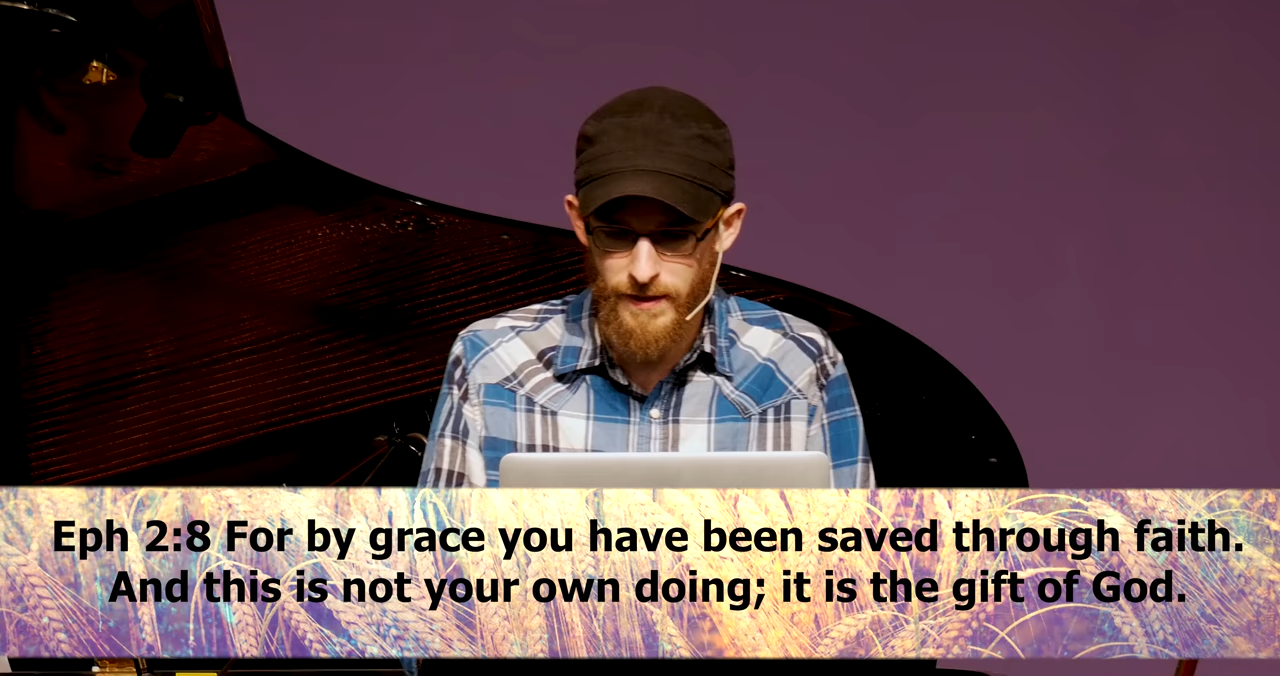 Eph 2:8 For by grace you have been saved through faith.
And this is not your own doing; it is the gift of God.